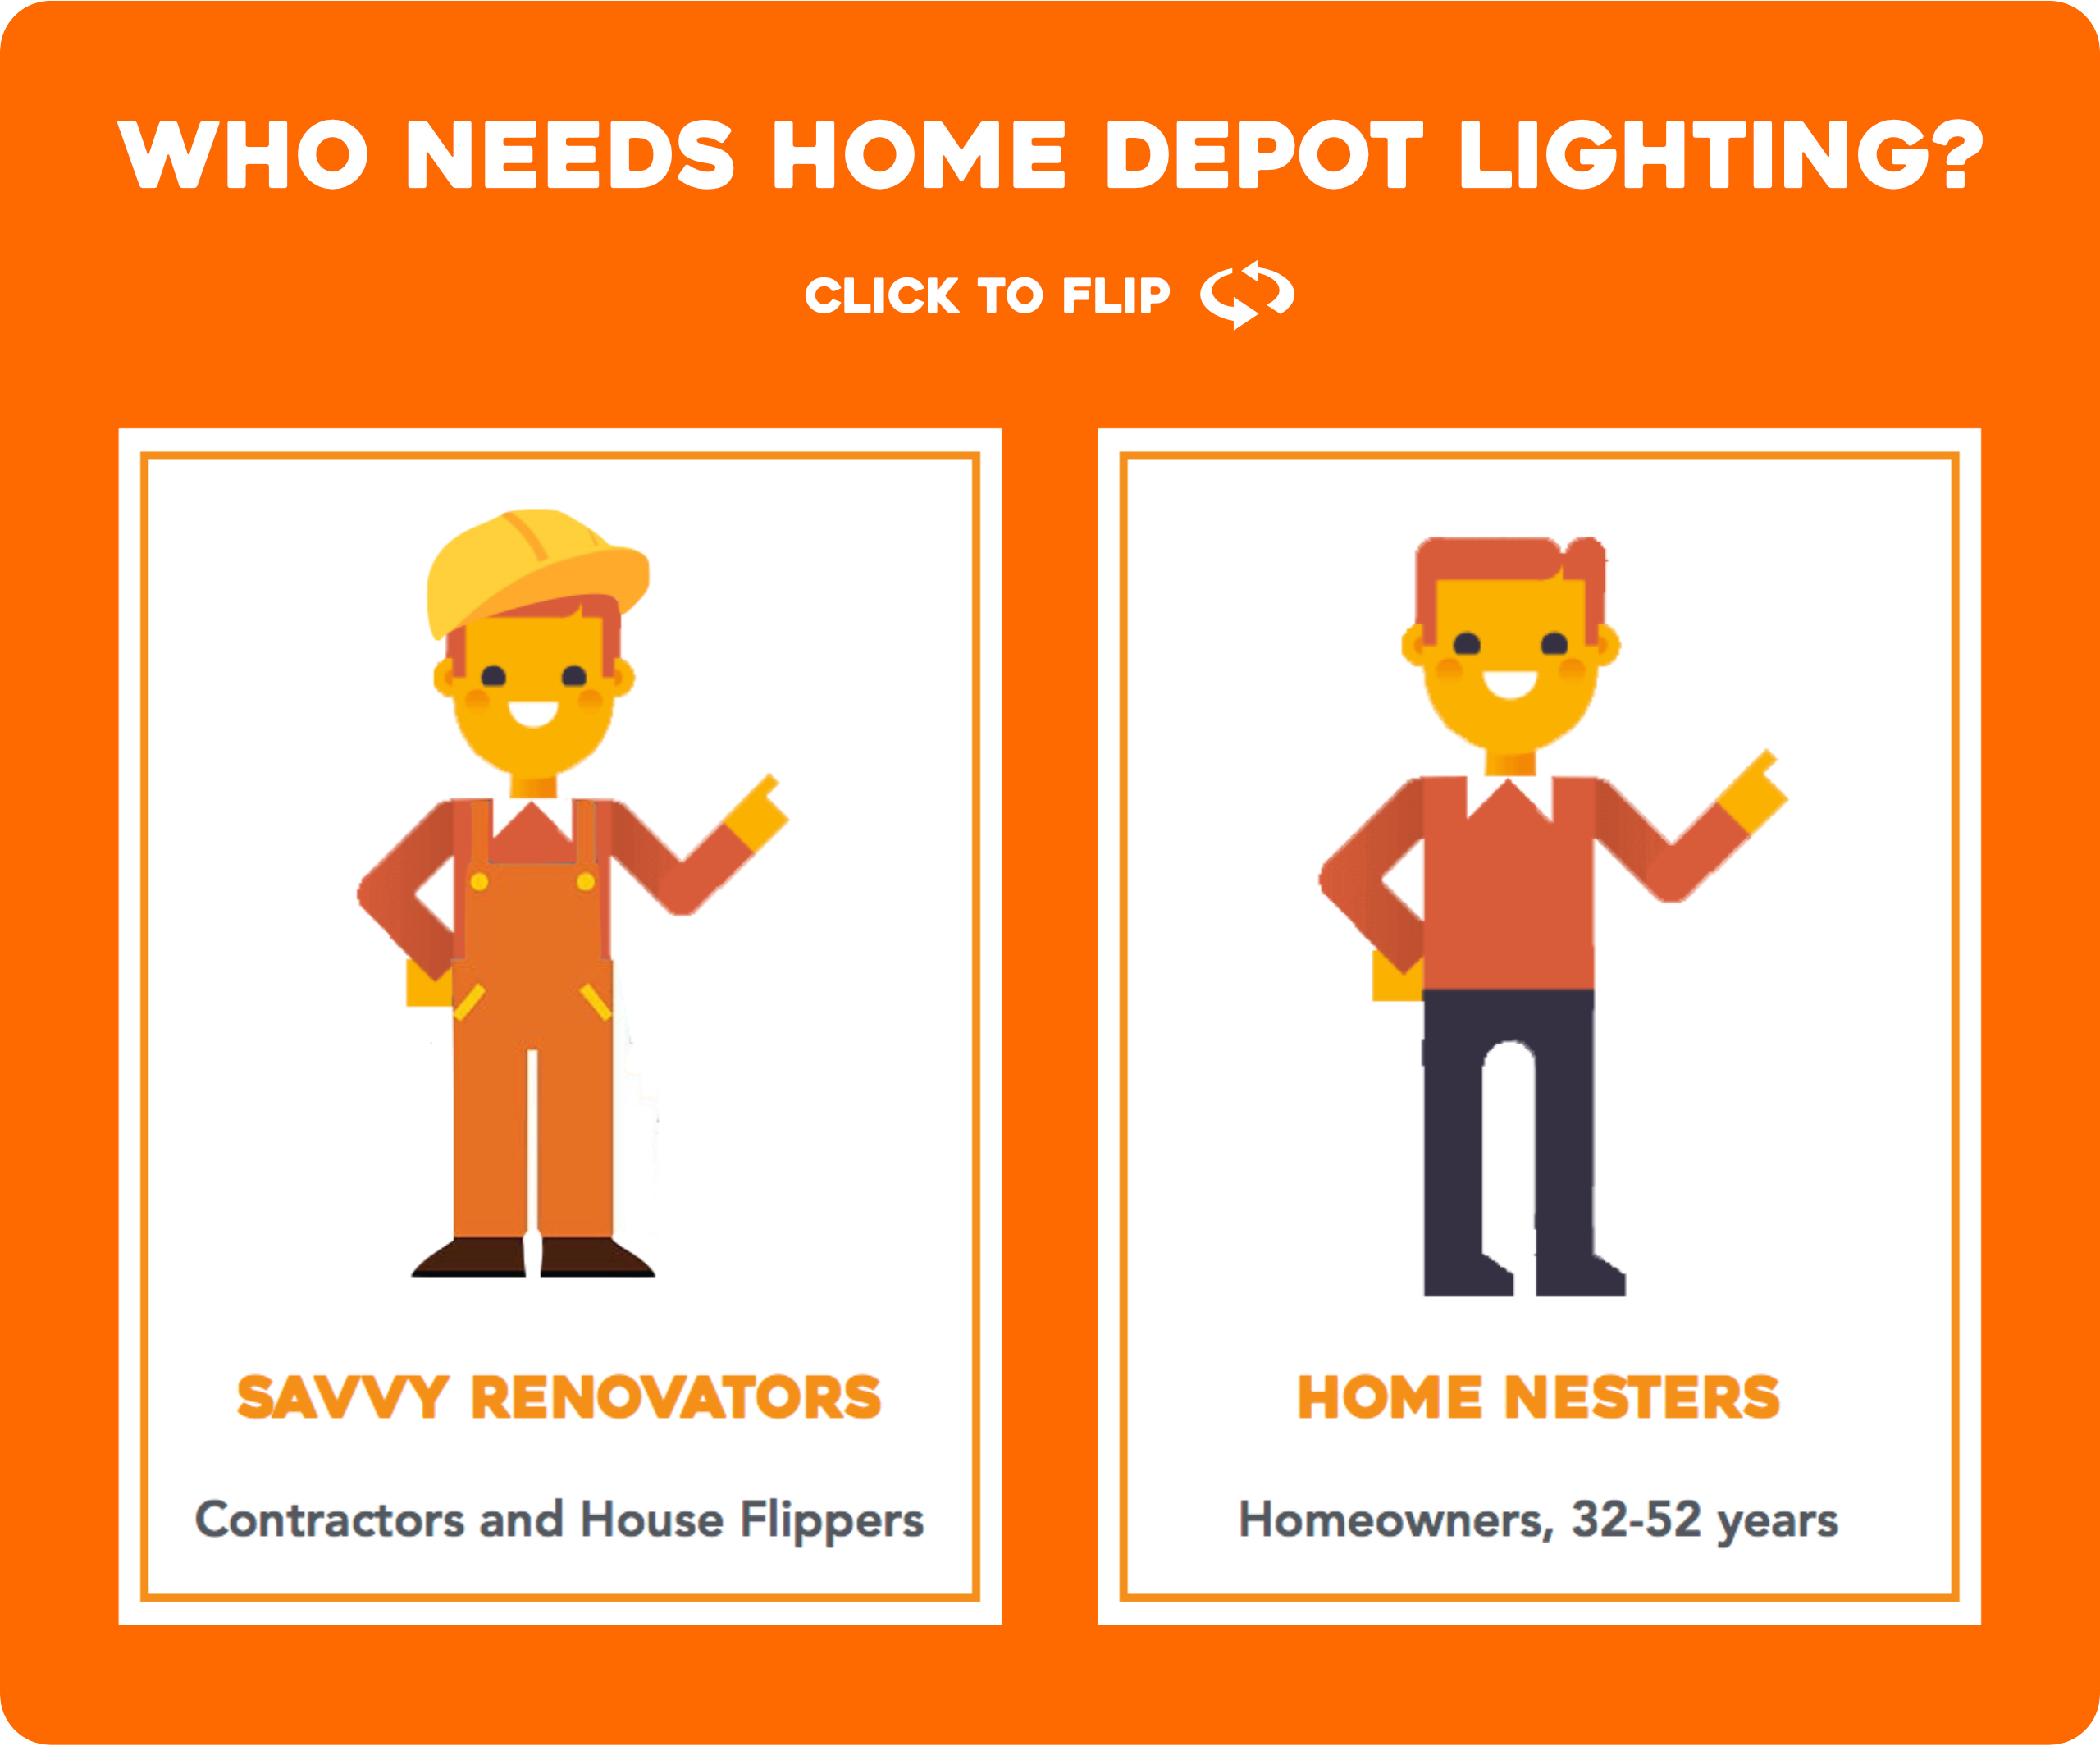 WHO NEEDS HOME DEPOT LIGHTING?
CLICK TO FLIP
SAVVY RENOVATORS
Contractors and House Flippers
HOME NESTERS
Homeowners, 32-52 years